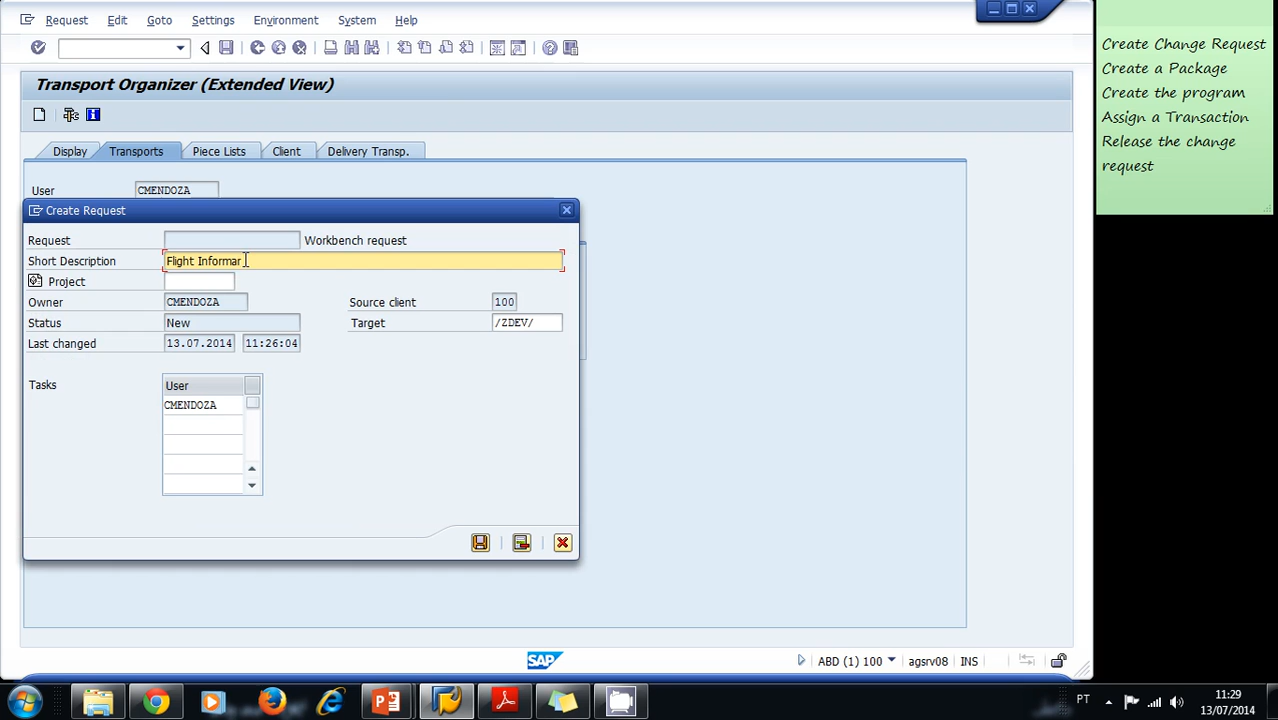 Request Edit Goto Settings Environment System Help
Transport Organizer (Extended View)
Display Transports Piece Lists Client Delivery Transp.
User CMENDOZA
Create Request
Request Workbench request
Short Description Flight Informar
Project
Owner CMENDOZA Source client 100
Status New Target /ZDEV/
Last changed 13.07.2014 11:26:04
Tasks User
CMENDOZA
SAP ABD (1) 100 agsrv08 INS
PT 11:29
13/07/2014
Create Change Request
Create a Package
Create the program
Assign a Transaction
Release the change
request